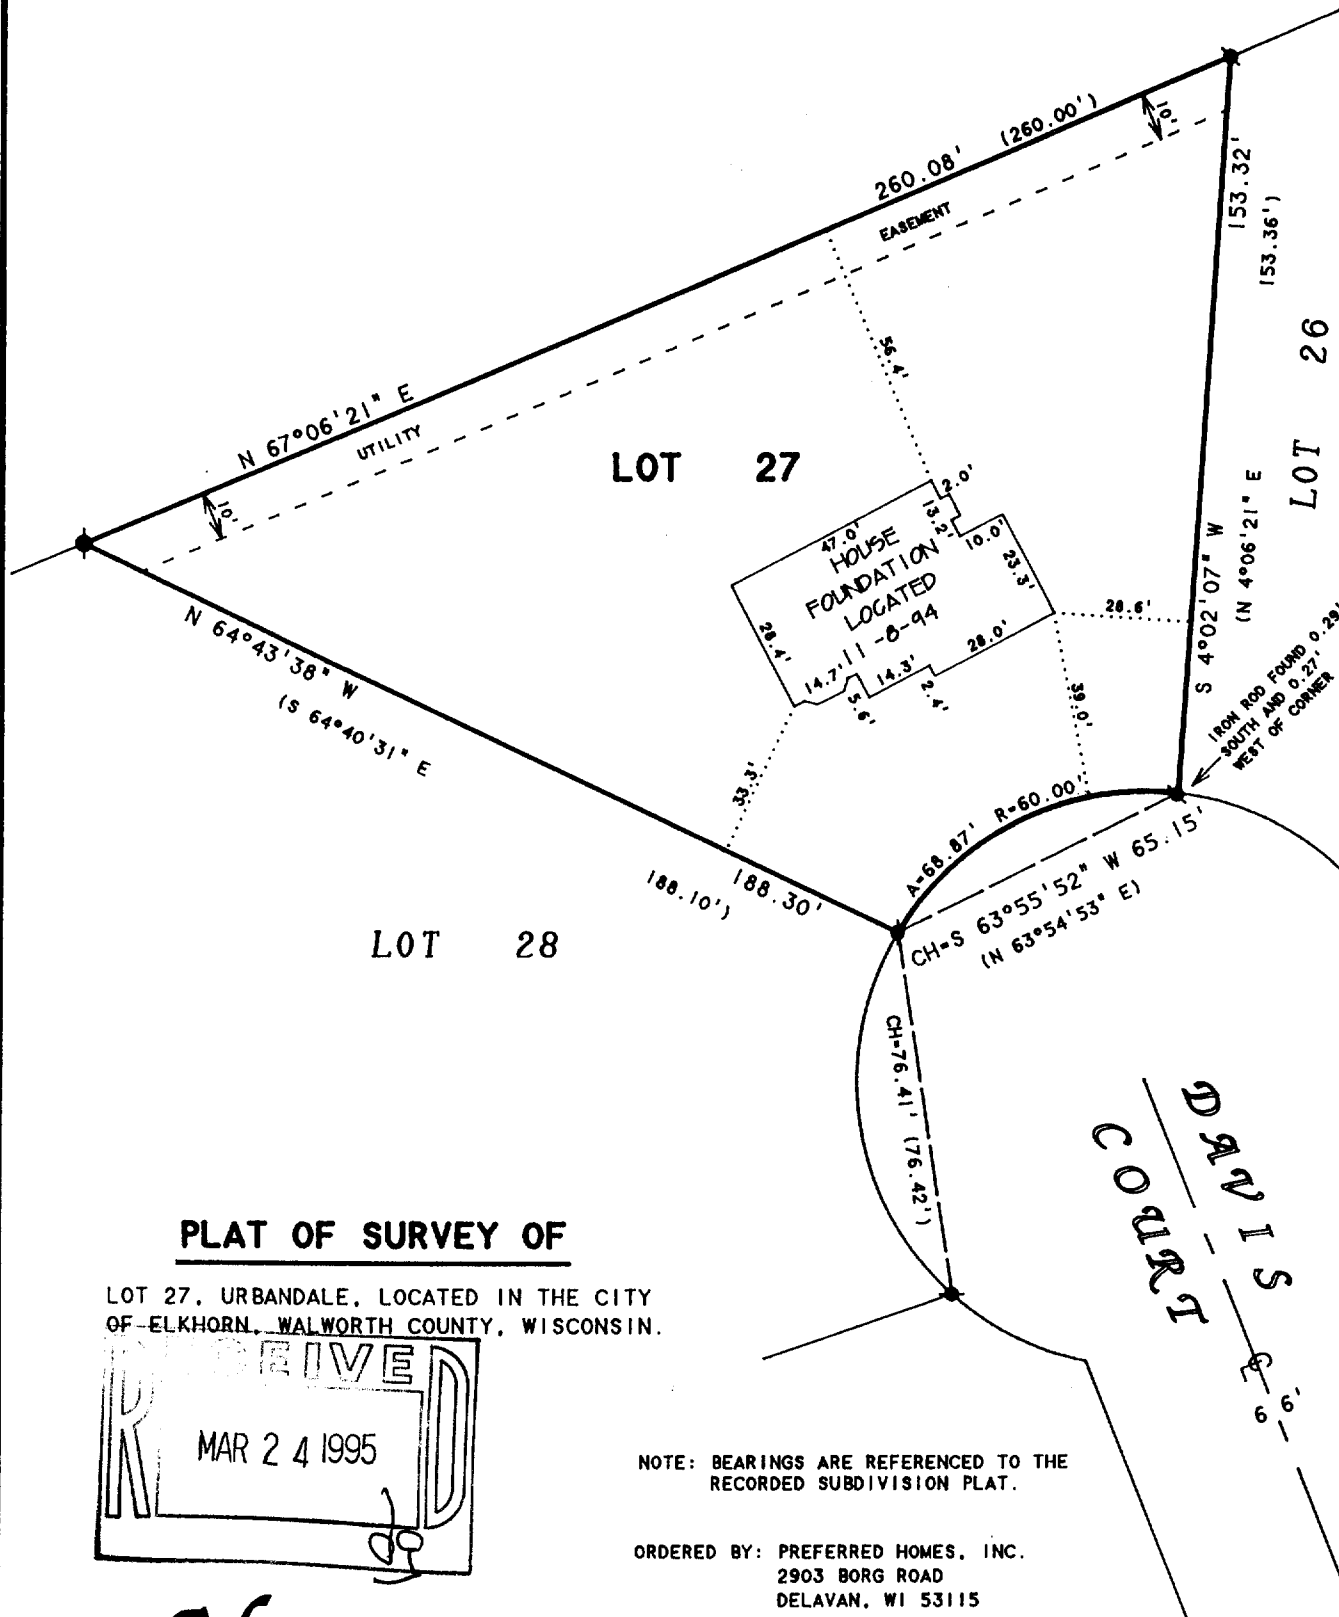 260.08' (260.00')
10'
EASEMENT
153.32'
153.36')
LOT 26
56.4'
N 67°06'21" E
UTILITY
10'
LOT 27
2.0'
47.0'
13.2'
10.0'
HOUSE
FOUNDATION
LOCATED
11-8-94
23.3'
28.4'
28.0'
28.6'
14.7'
14.3'
5.6'
2.4'
S 4°02'07" W
(N 4°06'21" E
N 64°43'38" W
(S 64°40'31" E
33.3'
39.0'
IRON ROD FOUND 0.29'
SOUTH AND 0.27'
WEST OF CORNER
A=68.87' R=60.00'
188.30'
188.10')
CH=S 63°55'52" W 65.15'
(N 63°54'53" E)
LOT 28
CH=76.41' (76.42')
DAVIS
COURT
66'
PLAT OF SURVEY OF
LOT 27, URBANDALE, LOCATED IN THE CITY
OF ELKHORN, WALWORTH COUNTY, WISCONSIN.
RECEIVED
MAR 24 1995
NOTE: BEARINGS ARE REFERENCED TO THE
RECORDED SUBDIVISION PLAT.
ORDERED BY: PREFERRED HOMES, INC.
2903 BORG ROAD
DELAVAN, WI 53115